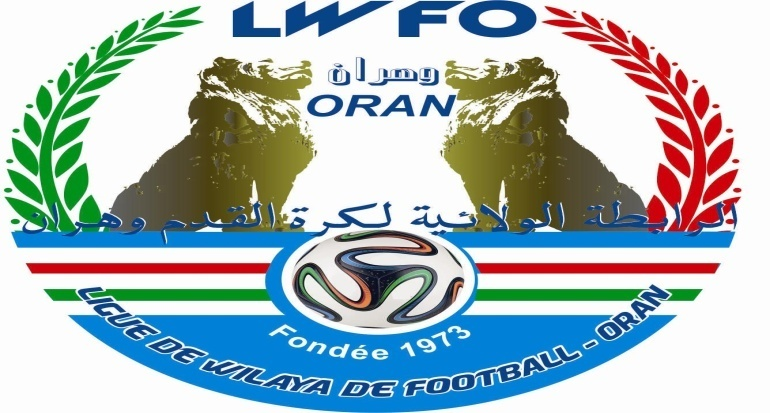 LWFO
وهران
ORAN
الرابطة الولائية لكرة القدم وهران
Fondée 1973
LIGUE DE WILAYA DE FOOTBALL - ORAN